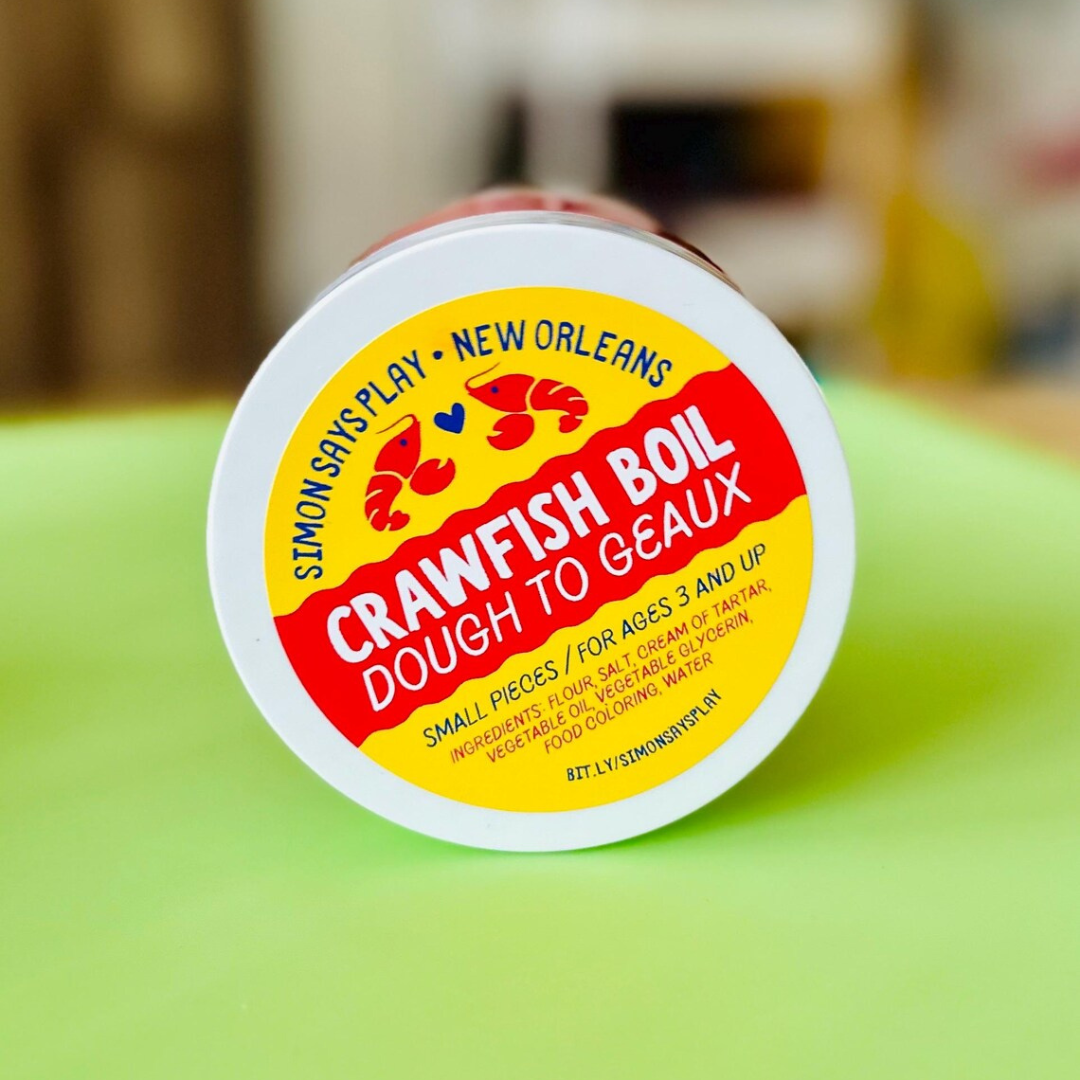 SIMON SAYS PLAY • NEW ORLEANS
CRAWFISH BOIL
DOUGH TO GEAUX
SMALL PIECES / FOR AGES 3 AND UP
INGREDIENTS: FLOUR, SALT, CREAM OF TARTAR,
VEGETABLE OIL, VEGETABLE GLYCERIN,
FOOD COLORING, WATER
BIT.LY/SIMONSAYSPLAY